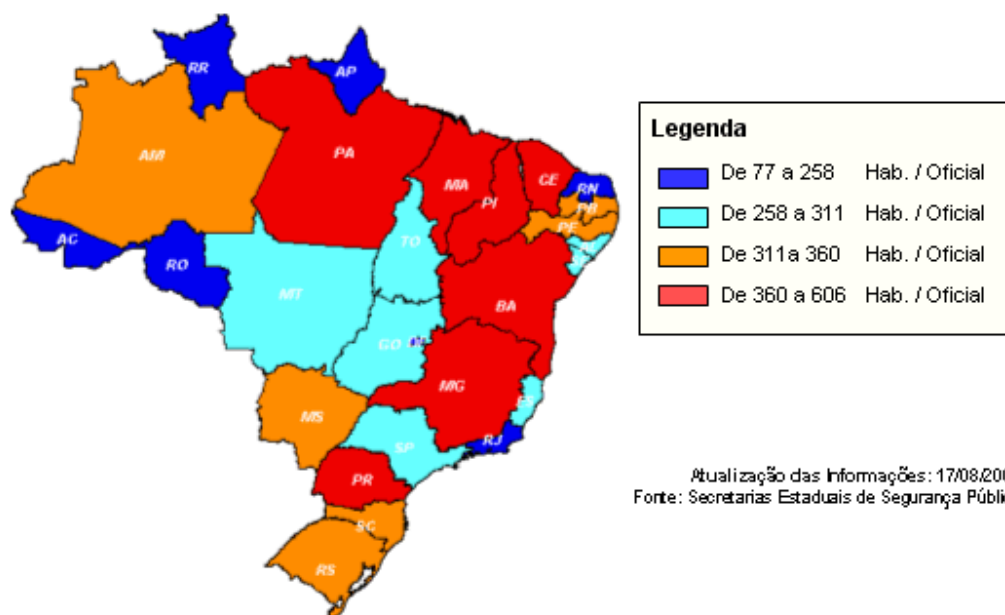 RR
AP
AM
PA
MA
CE
RN
PI
PB
PE
AC
RO
TO
MT
BA
GO
MG
ES
MS
SP
RJ
PR
SC
RS
Legenda
De 77 a 258 Hab. / Oficial
De 258 a 311 Hab. / Oficial
De 311a 360 Hab. / Oficial
De 360 a 606 Hab. / Oficial
Atualização das Informações: 17/08/200
Fonte: Secretarias Estaduais de Segurança Públi